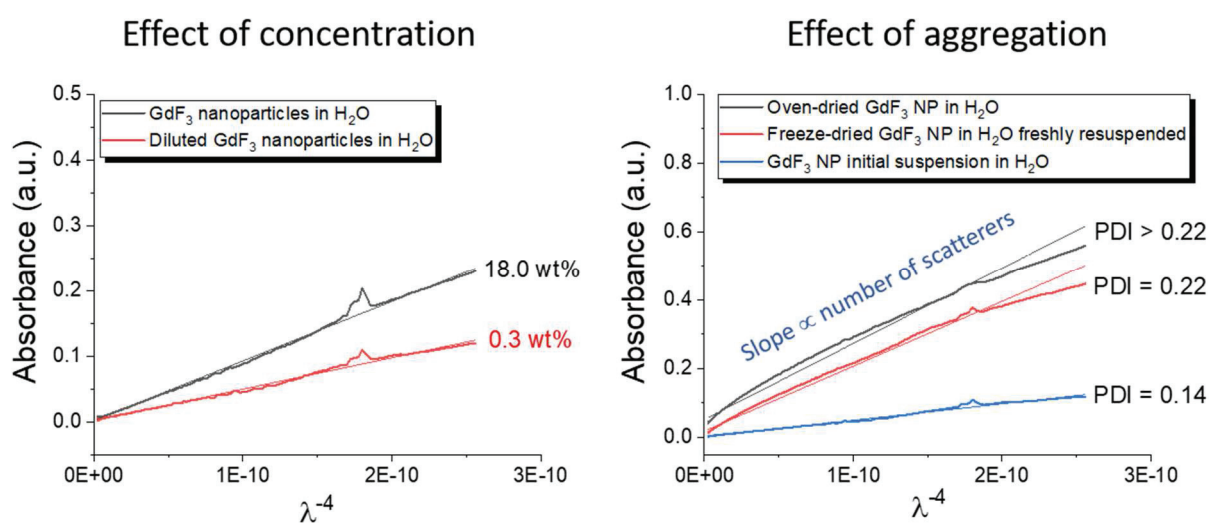 Effect of concentration
Absorbance (a.u.)
0.5
0.4
0.3
0.2
0.1
0.0
GdF₃ nanoparticles in H₂O
Diluted GdF₃ nanoparticles in H₂O
18.0 wt%
0.3 wt%
0E+00
1E-10
2E-10
3E-10
λ⁻⁴
Effect of aggregation
Absorbance (a.u.)
1.0
0.8
0.6
0.4
0.2
0.0
Oven-dried GdF₃ NP in H₂O
Freeze-dried GdF₃ NP in H₂O freshly resuspended
GdF₃ NP initial suspension in H₂O
Slope ∝ number of scatterers
PDI > 0.22
PDI = 0.22
PDI = 0.14
0E+00
1E-10
2E-10
3E-10
λ⁻⁴